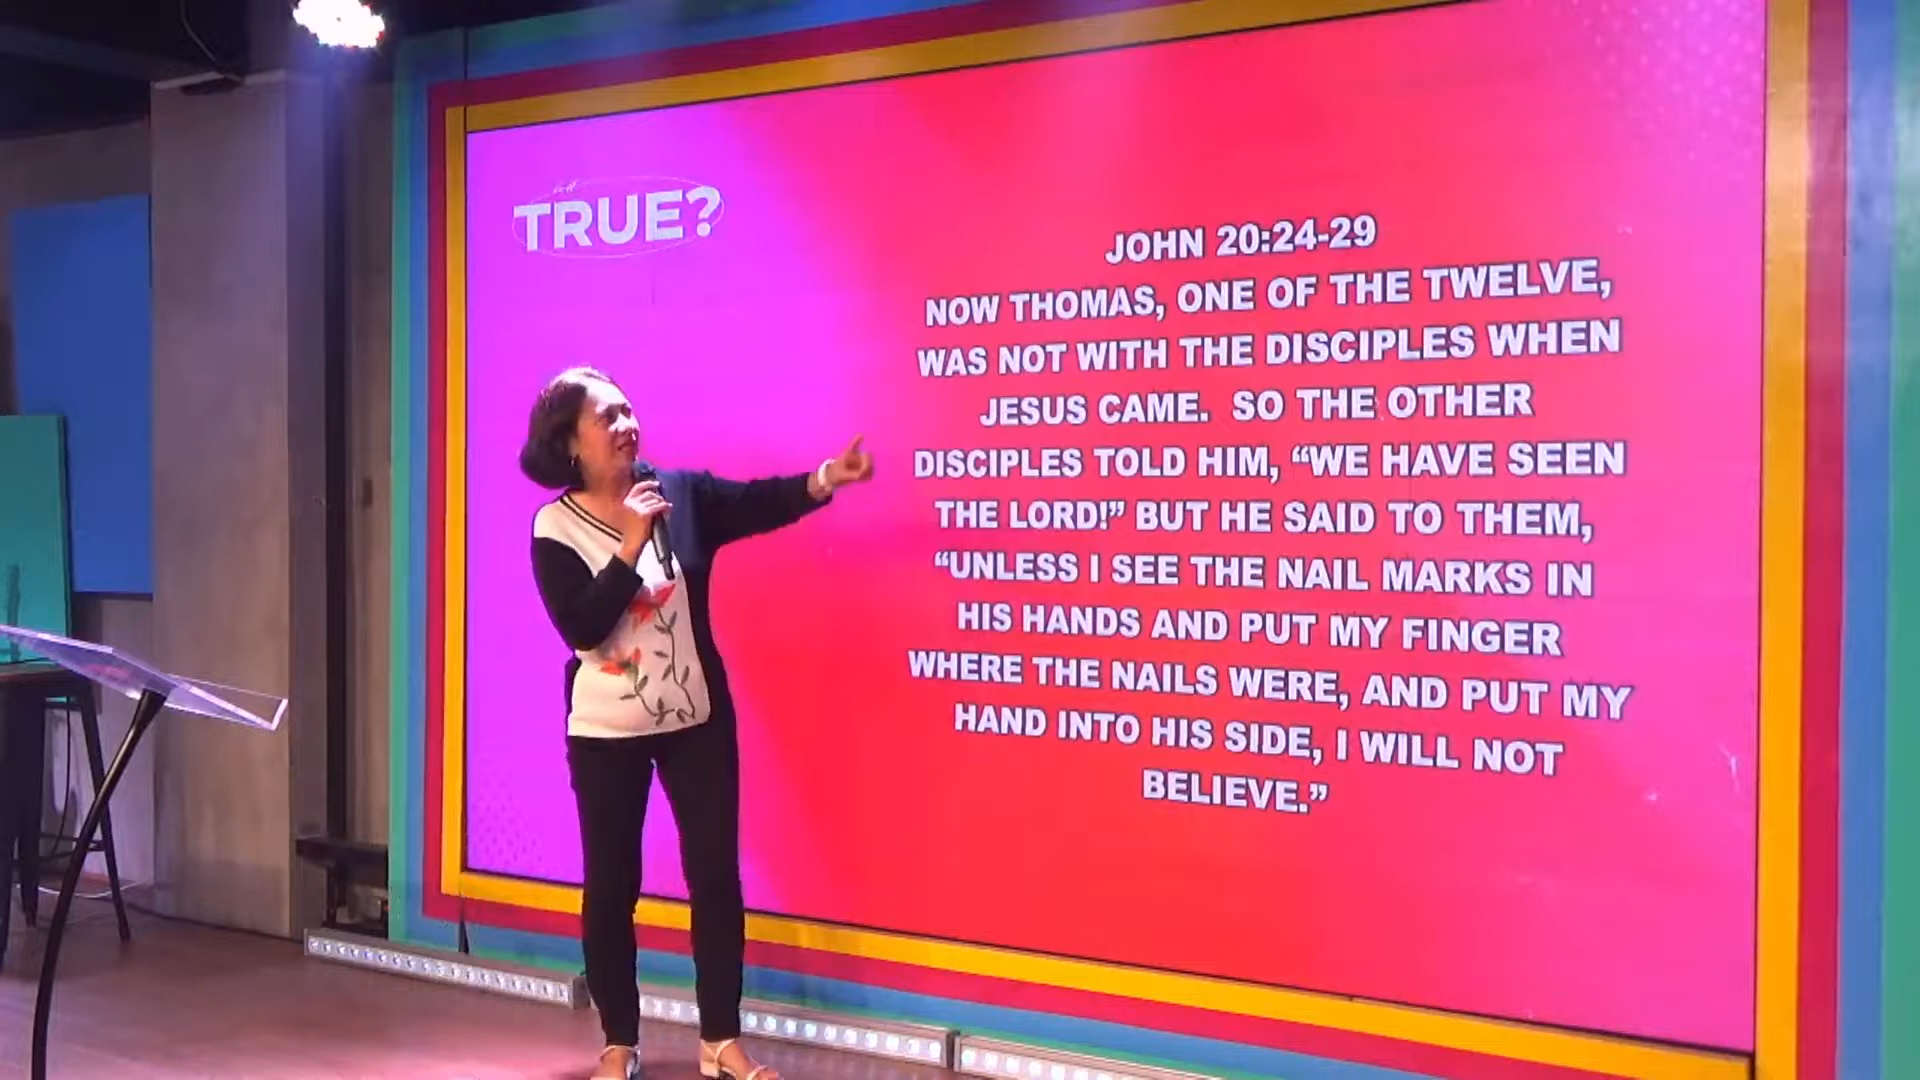 is it
TRUE?
JOHN 20:24-29
NOW THOMAS, ONE OF THE TWELVE,
WAS NOT WITH THE DISCIPLES WHEN
JESUS CAME. SO THE OTHER
DISCIPLES TOLD HIM, “WE HAVE SEEN
THE LORD!” BUT HE SAID TO THEM,
“UNLESS I SEE THE NAIL MARKS IN
HIS HANDS AND PUT MY FINGER
WHERE THE NAILS WERE, AND PUT MY
HAND INTO HIS SIDE, I WILL NOT
BELIEVE.”